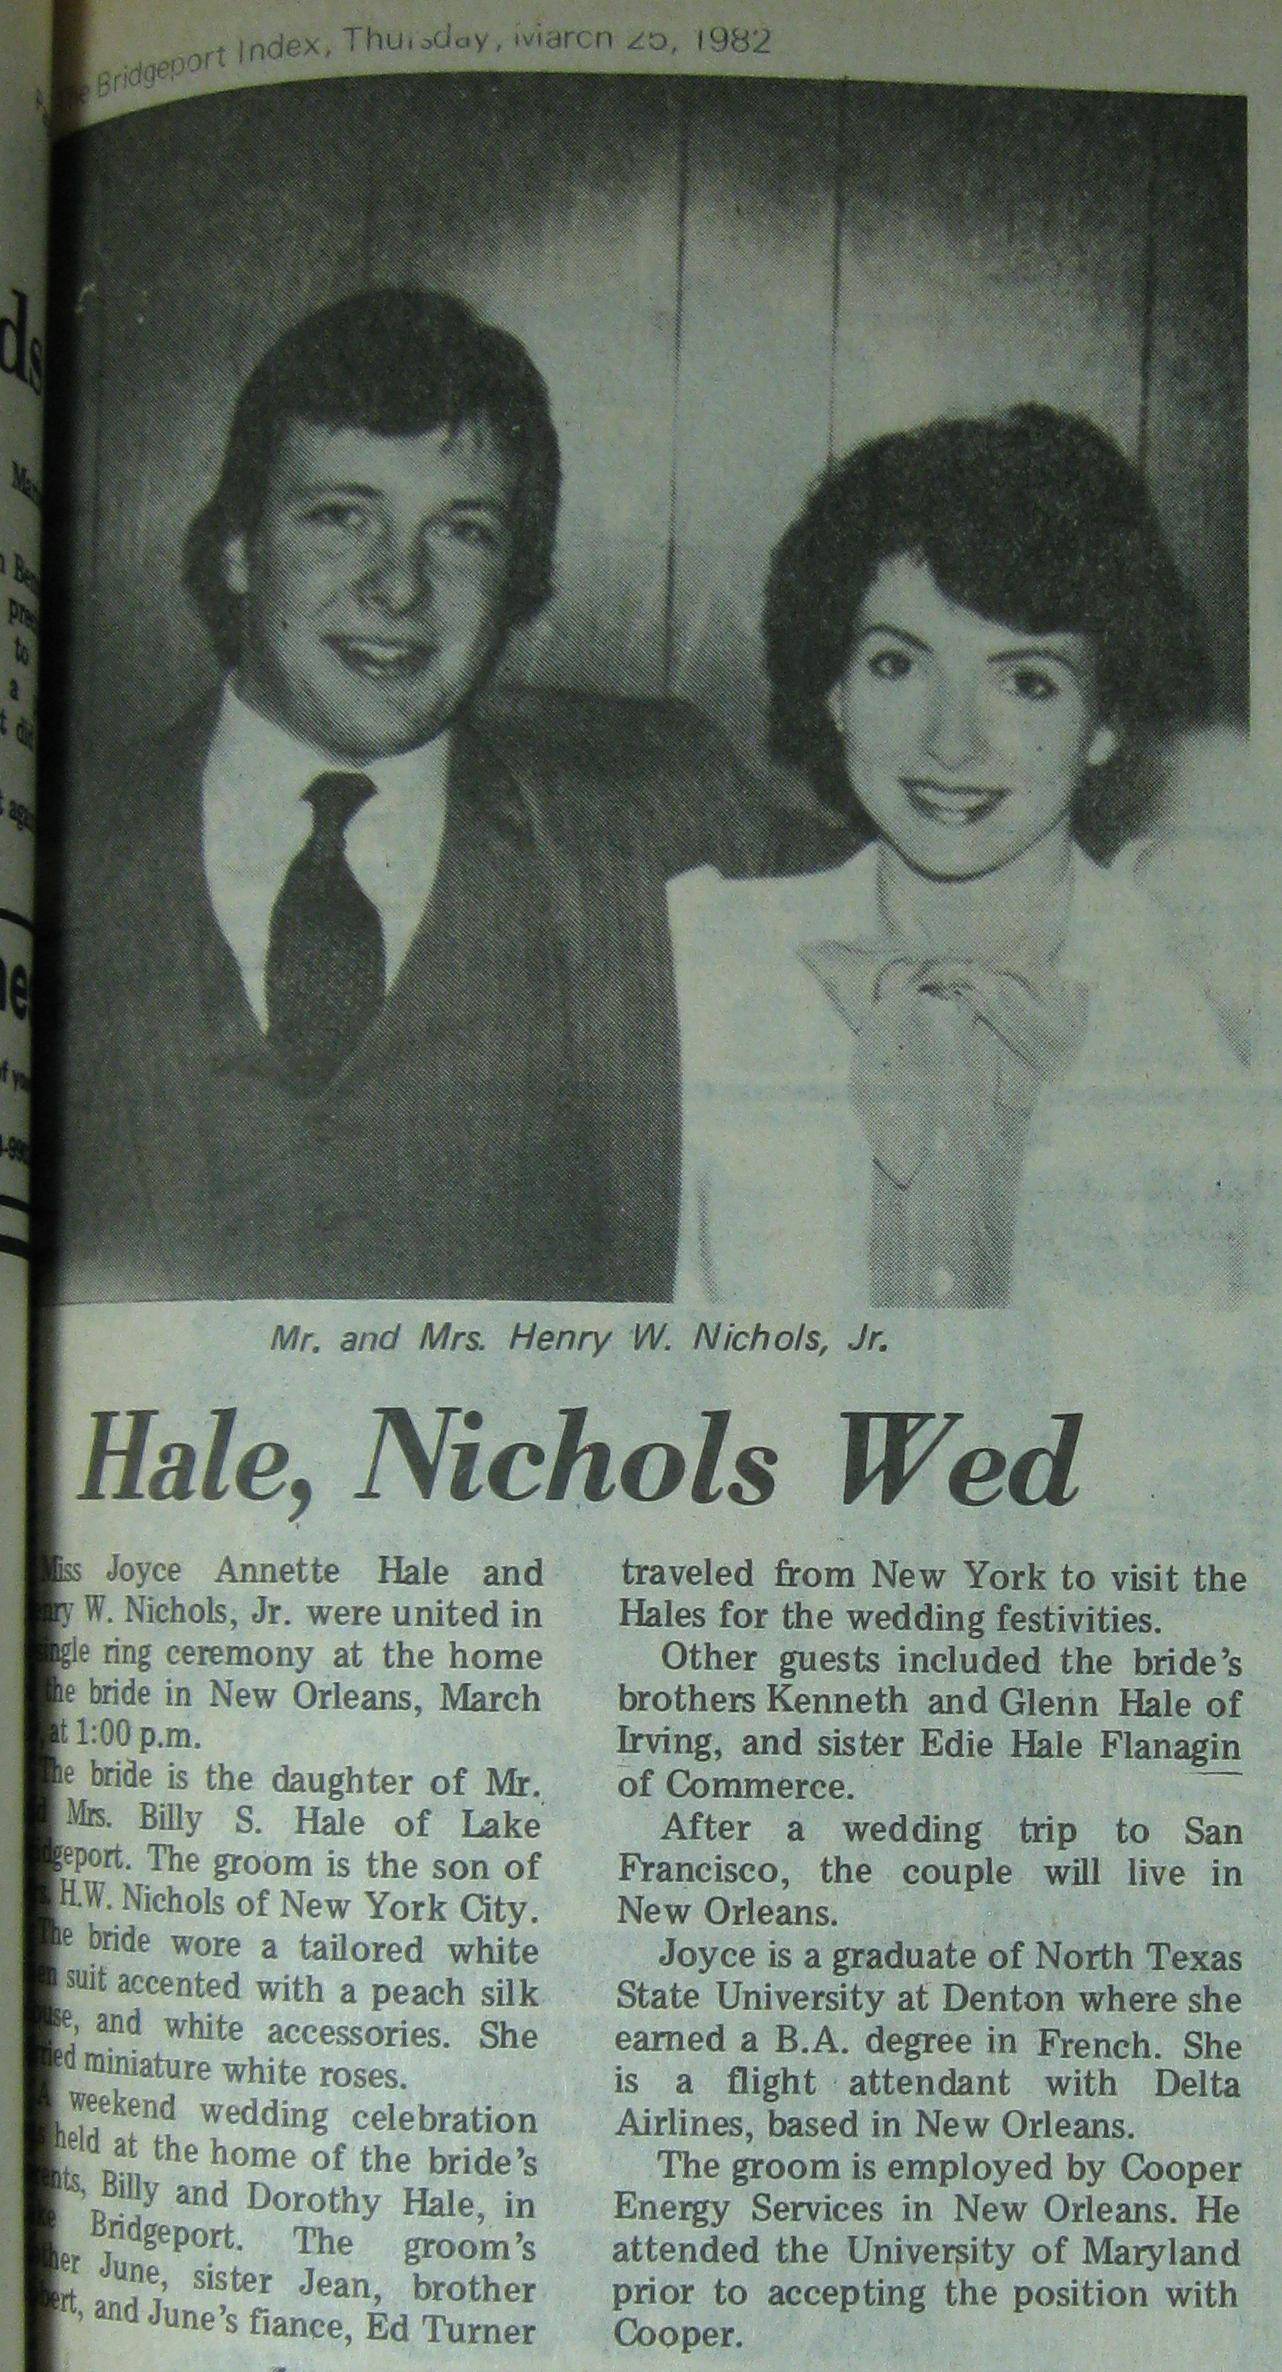 The Bridgeport Index, Thursday, March 25, 1982
Mr. and Mrs. Henry W. Nichols, Jr.
Hale, Nichols Wed
Miss Joyce Annette Hale and
W. Nichols, Jr. were united in
single ring ceremony at the home
the bride in New Orleans, March
at 1:00 p.m.
The bride is the daughter of Mr.
Mrs. Billy S. Hale of Lake
The groom is the son of
H.W. Nichols of New York City.
The bride wore a tailored white
suit accented with a peach silk
and white accessories. She
miniature white roses.
A weekend wedding celebration
held at the home of the bride's
Billy and Dorothy Hale, in
Bridgeport. The groom's
June, sister Jean, brother
and June's fiance, Ed Turner
traveled from New York to visit the
Hales for the wedding festivities.
Other guests included the bride's
brothers Kenneth and Glenn Hale of
Irving, and sister Edie Hale Flanagin
of Commerce.
After a wedding trip to San
Francisco, the couple will live in
New Orleans.
Joyce is a graduate of North Texas
State University at Denton where she
earned a B.A. degree in French. She
is a flight attendant with Delta
Airlines, based in New Orleans.
The groom is employed by Cooper
Energy Services in New Orleans. He
attended the University of Maryland
prior to accepting the position with
Cooper.